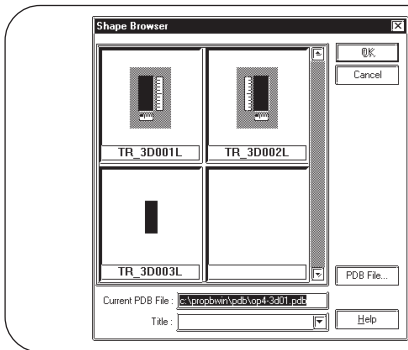 Shape Browser
OK
Cancel
TR_3D001L
TR_3D002L
TR_3D003L
PDB File...
Current PDB File : c:\propbwin\pdb\op4-3d01.pdb
Title :
Help